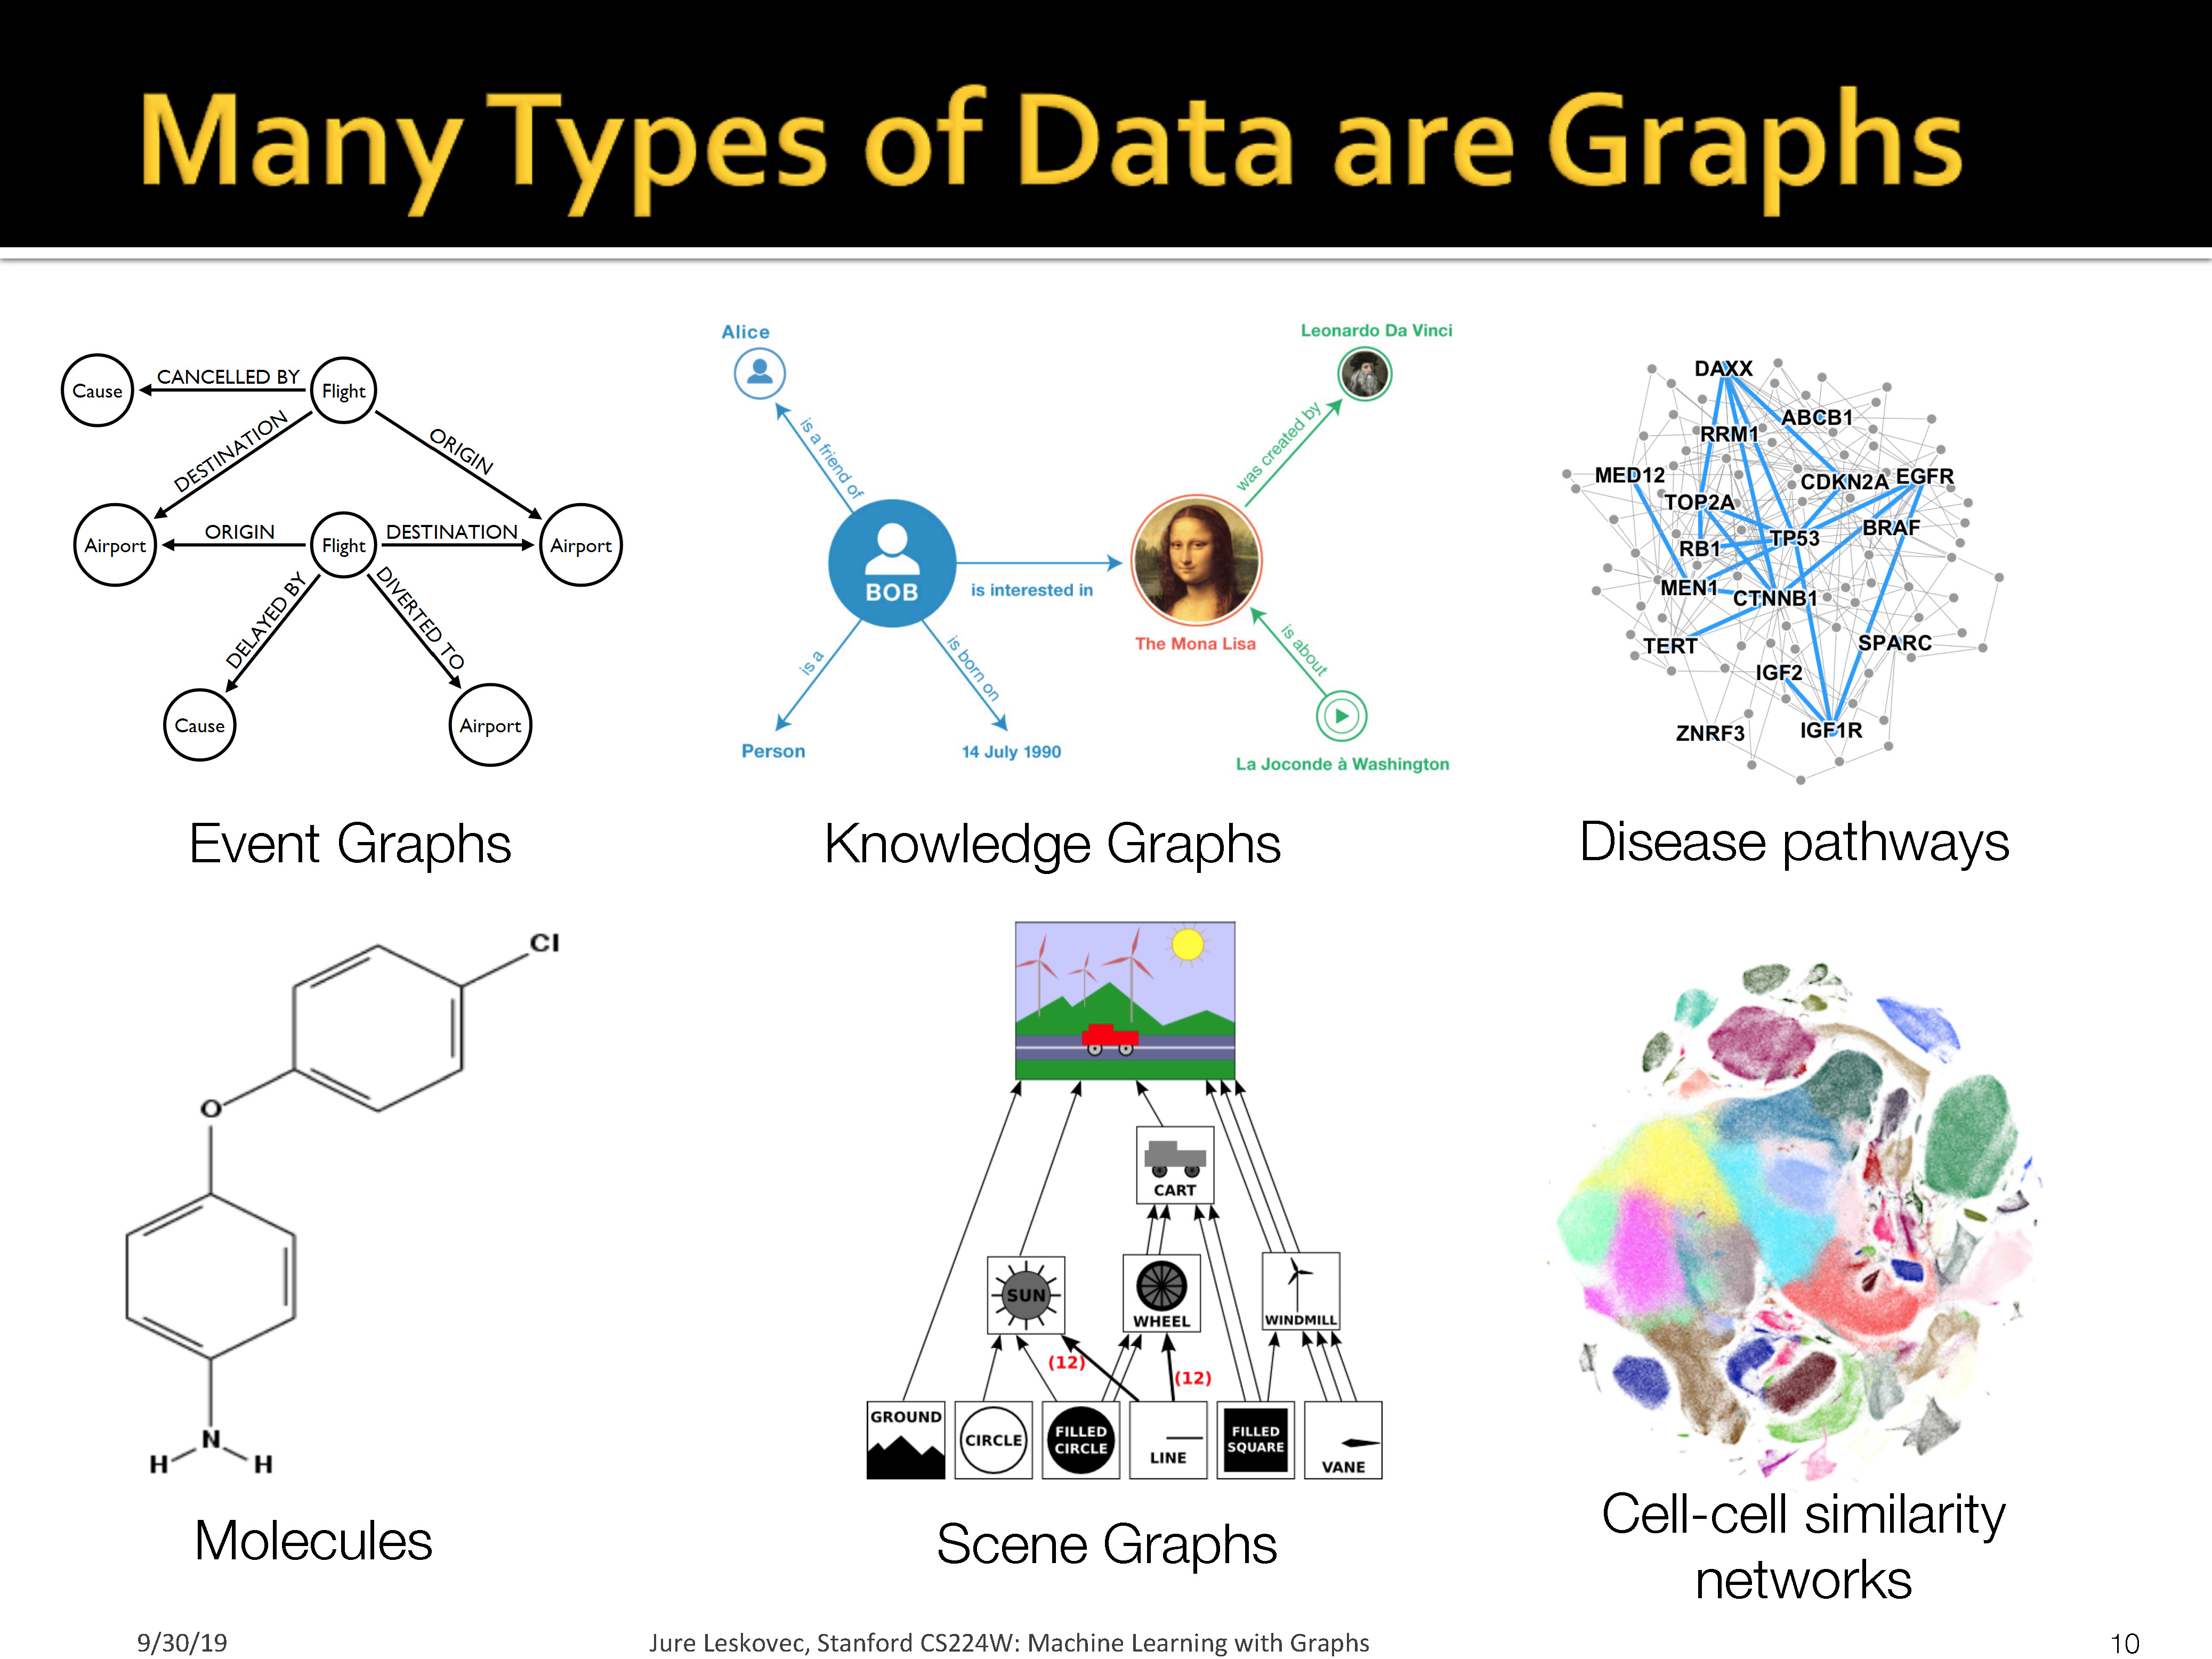 Many Types of Data are Graphs
Cause
CANCELLED BY
Flight
DESTINATION
ORIGIN
Airport
ORIGIN
Flight
DESTINATION
Airport
DELAYED BY
DIVERTED TO
Cause
Airport
Event Graphs
Alice
Leonardo Da Vinci
is a friend of
was created by
BOB
is interested in
The Mona Lisa
is a
is born on
is about
Person
14 July 1990
La Joconde à Washington
Knowledge Graphs
DAXX
ABCB1
RRM1
MED12
CDKN2A
EGFR
TOP2A
BRAF
TP53
RB1
MEN1
CTNNB1
TERT
SPARC
IGF2
ZNRF3
IGF1R
Disease pathways
Cl
O
N
H
H
Molecules
CART
SUN
WHEEL
WINDMILL
(12)
(12)
GROUND
CIRCLE
FILLED
CIRCLE
LINE
FILLED
SQUARE
VANE
Scene Graphs
Cell-cell similarity
networks
9/30/19
Jure Leskovec, Stanford CS224W: Machine Learning with Graphs
10